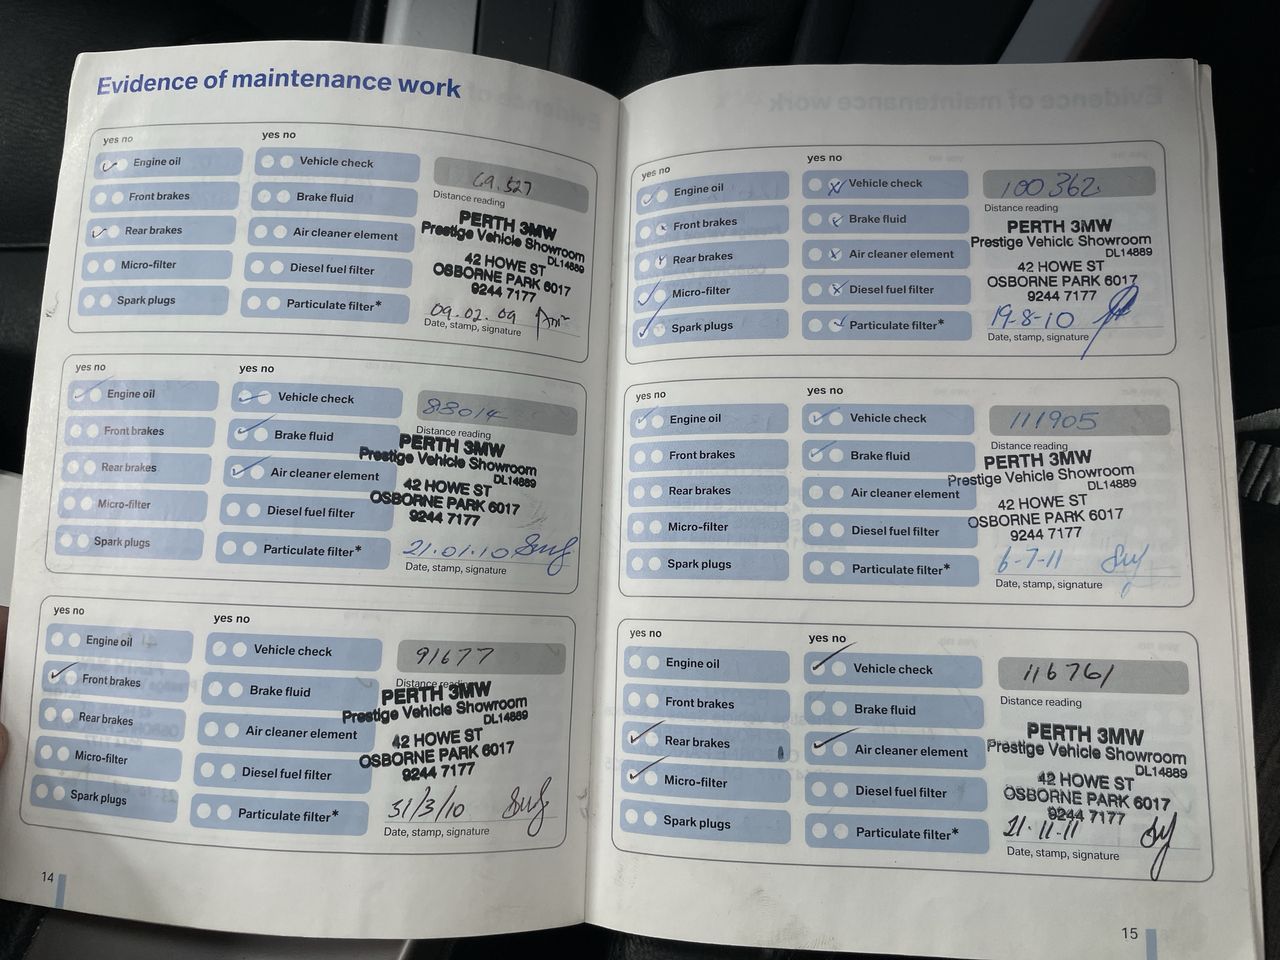 Evidence of maintenance work
yes no
yes no
Engine oil
Vehicle check
Front brakes
Brake fluid
Rear brakes
Air cleaner element
Micro-filter
Diesel fuel filter
Spark plugs
Particulate filter*
69.527
Distance reading
PERTH 3MW
Prestige Vehicle Showroom
DL14889
42 HOWE ST
OSBORNE PARK 6017
9244 7177
09.02.09
Date, stamp, signature
yes no
yes no
Engine oil
Vehicle check
Front brakes
Brake fluid
Rear brakes
Air cleaner element
Micro-filter
Diesel fuel filter
Spark plugs
Particulate filter*
83014
Distance reading
PERTH 3MW
Prestige Vehicle Showroom
DL14889
42 HOWE ST
OSBORNE PARK 6017
9244 7177
21.01.10
Date, stamp, signature
yes no
yes no
Engine oil
Vehicle check
Front brakes
Brake fluid
Rear brakes
Air cleaner element
Micro-filter
Diesel fuel filter
Spark plugs
Particulate filter*
91677
Distance reading
PERTH 3MW
Prestige Vehicle Showroom
DL14889
42 HOWE ST
OSBORNE PARK 6017
9244 7177
31/3/10
Date, stamp, signature
14
yes no
yes no
Engine oil
Vehicle check
Front brakes
Brake fluid
Rear brakes
Air cleaner element
Micro-filter
Diesel fuel filter
Spark plugs
Particulate filter*
100362
Distance reading
PERTH 3MW
Prestige Vehicle Showroom
DL14889
42 HOWE ST
OSBORNE PARK 6017
9244 7177
19-8-10
Date, stamp, signature
yes no
yes no
Engine oil
Vehicle check
Front brakes
Brake fluid
Rear brakes
Air cleaner element
Micro-filter
Diesel fuel filter
Spark plugs
Particulate filter*
111905
Distance reading
PERTH 3MW
Prestige Vehicle Showroom
DL14889
42 HOWE ST
OSBORNE PARK 6017
9244 7177
6-7-11
Date, stamp, signature
yes no
yes no
Engine oil
Vehicle check
Front brakes
Brake fluid
Rear brakes
Air cleaner element
Micro-filter
Diesel fuel filter
Spark plugs
Particulate filter*
116761
Distance reading
PERTH 3MW
Prestige Vehicle Showroom
DL14889
42 HOWE ST
OSBORNE PARK 6017
9244 7177
21.11-11
Date, stamp, signature
15